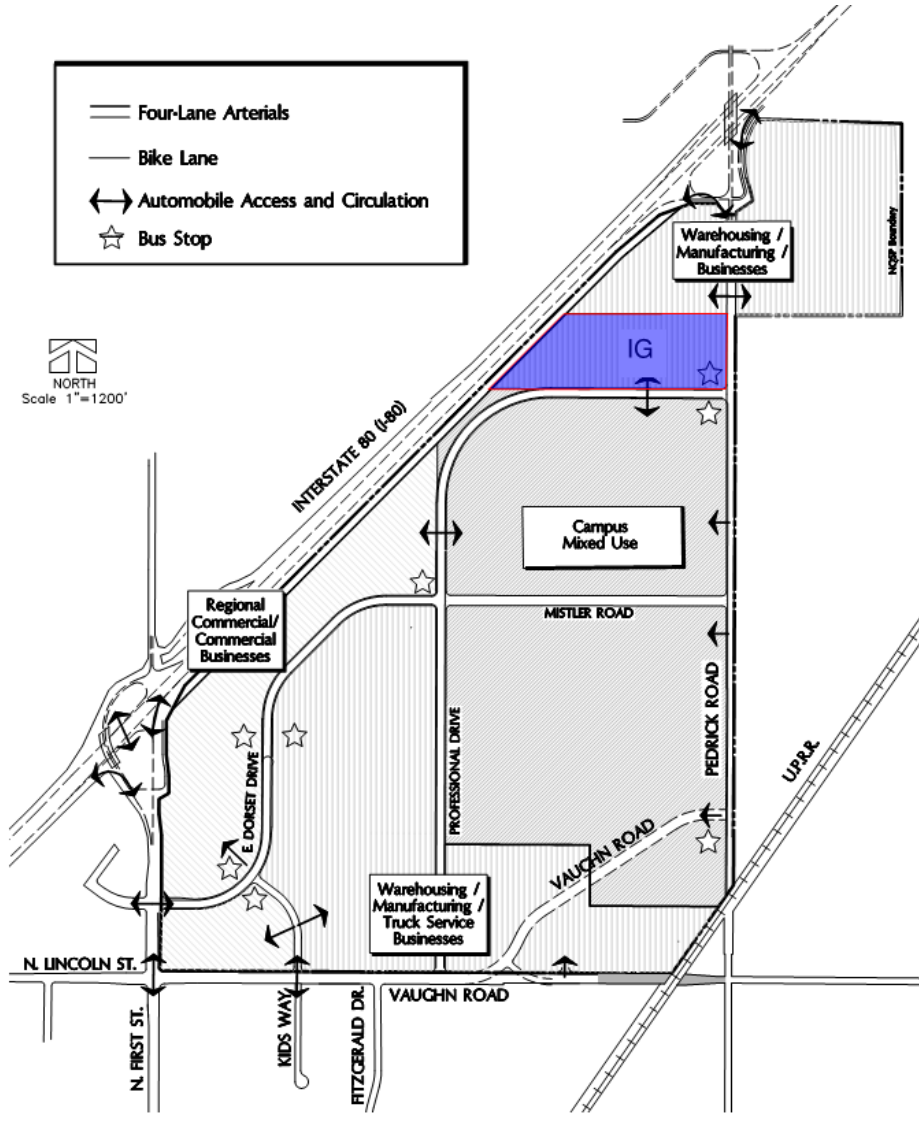 Four-Lane Arterials
Bike Lane
Automobile Access and Circulation
Bus Stop
NORTH
Scale 1"=1200'
Warehousing /
Manufacturing /
Businesses
NQSP Boundary
IG
INTERSTATE 80 (I-80)
Campus
Mixed Use
Regional
Commercial/
Commercial
Businesses
MISTLER ROAD
PEDRICK ROAD
U.P.R.R.
E. DORSET DRIVE
PROFESSIONAL DRIVE
VAUGHN ROAD
Warehousing /
Manufacturing /
Truck Service
Businesses
N. LINCOLN ST.
VAUGHN ROAD
N. FIRST ST.
KIDS WAY
FITZGERALD DR.